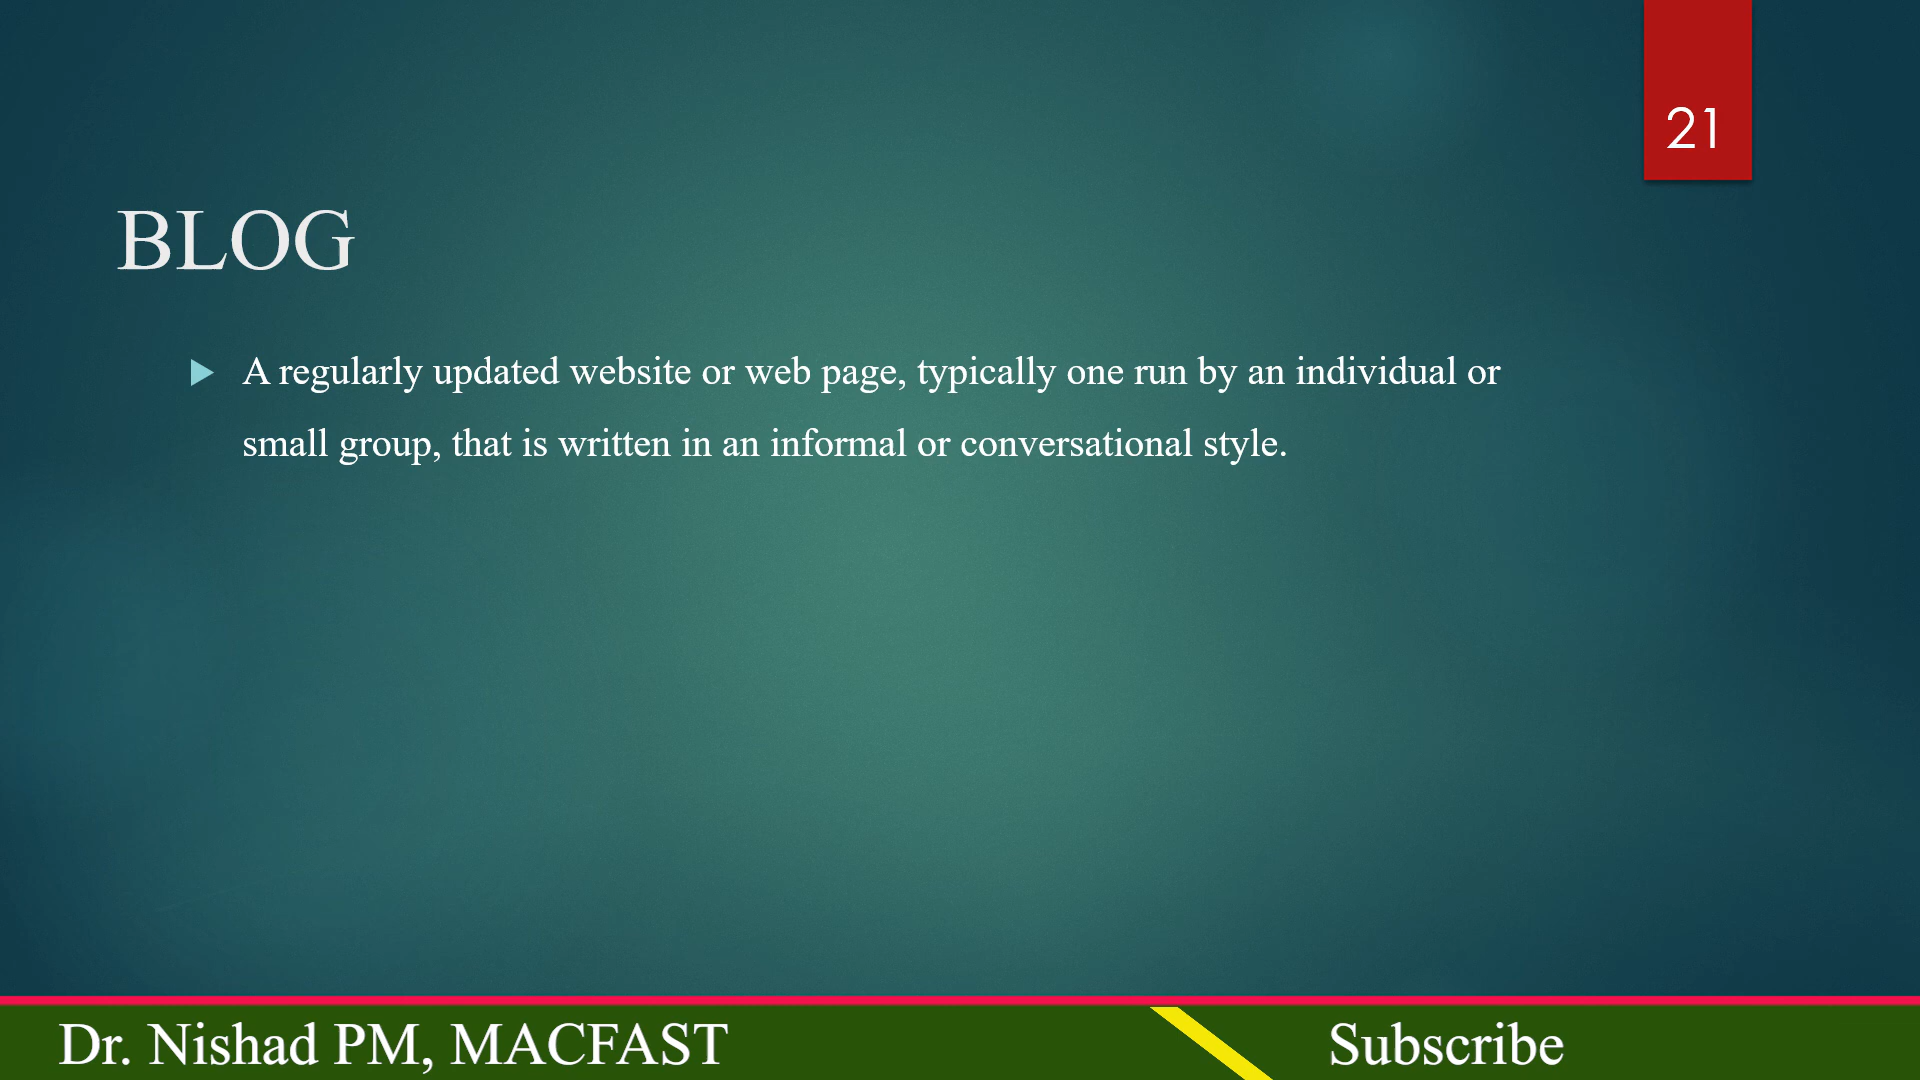 21
BLOG
A regularly updated website or web page, typically one run by an individual or
small group, that is written in an informal or conversational style.
Dr. Nishad PM, MACFAST
Subscribe